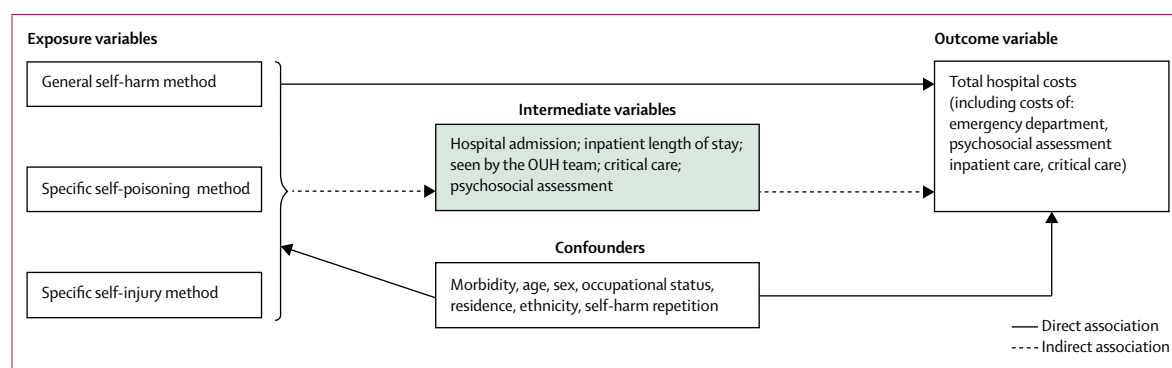 Exposure variables
General self-harm method
Specific self-poisoning method
Specific self-injury method
Intermediate variables
Hospital admission; inpatient length of stay;
seen by the OUH team; critical care;
psychosocial assessment
Confounders
Morbidity, age, sex, occupational status,
residence, ethnicity, self-harm repetition
Outcome variable
Total hospital costs
(including costs of:
emergency department,
psychosocial assessment
inpatient care, critical care)
Direct association
Indirect association